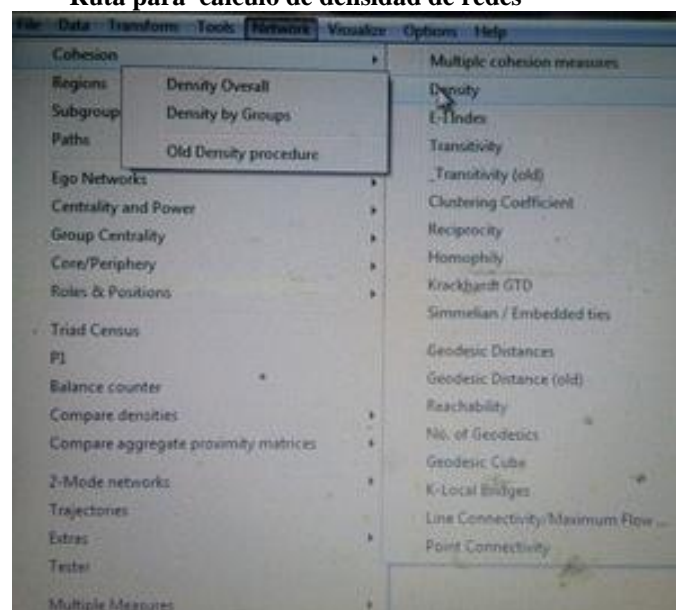 Ruta para calculo de densidad de redes
File Data Transform Tools Network Visualize Options Help
Cohesion
Regions
Subgroup
Paths
Ego Networks
Centrality and Power
Group Centrality
Core/Periphery
Roles & Positions
Triad Census
P1
Balance counter
Compare densities
Compare aggregate proximity matrices
2-Mode networks
Trajectories
Extras
Tester
Multiple Measures
Density Overall
Density by Groups
Old Density procedure
Multiple cohesion measures
Density
E-I Index
Transitivity
_Transitivity (old)
Clustering Coefficient
Reciprocity
Homophily
Krackhardt GTD
Simmelian / Embedded ties
Geodesic Distances
Geodesic Distance (old)
Reachability
No. of Geodesics
Geodesic Cube
K-Local Bridges
Line Connectivity/Maximum Flow ...
Point Connectivity